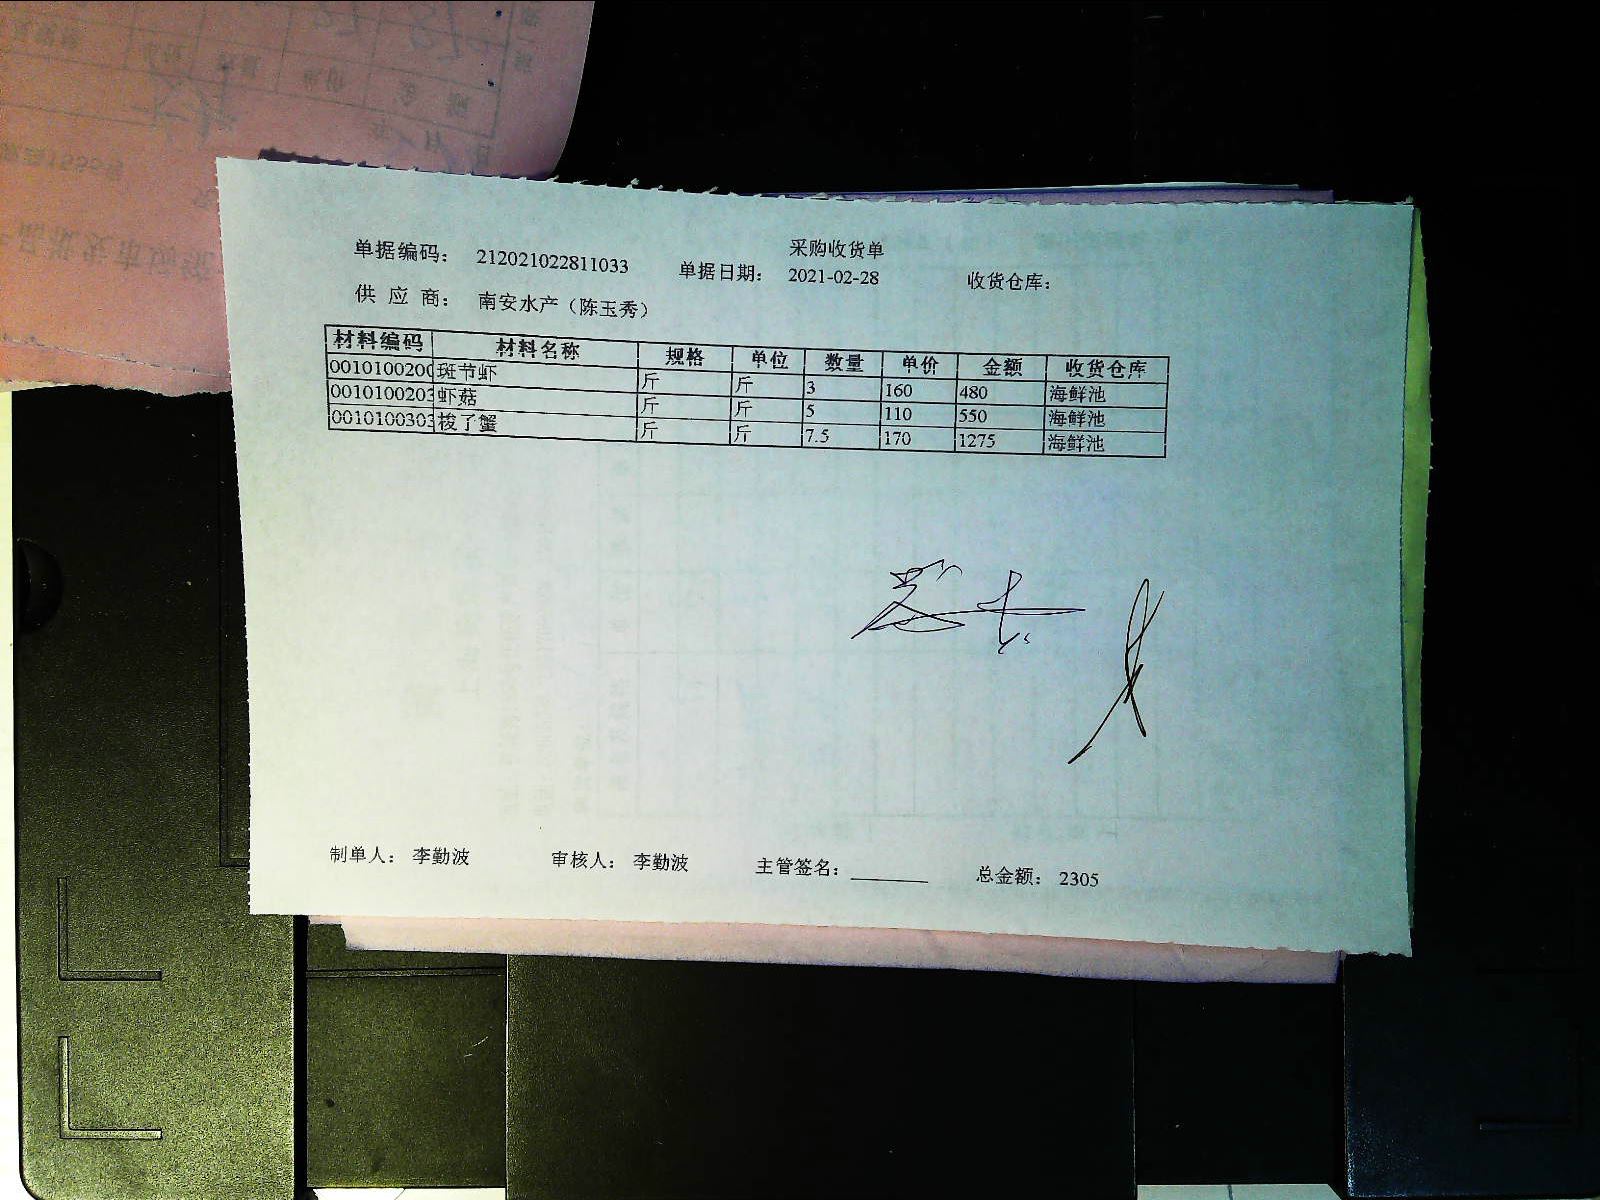 采购收货单
单据编码： 212021022811033 单据日期： 2021-02-28 收货仓库：
供 应 商： 南安水产（陈玉秀）
材料编码 材料名称 规格 单位 数量 单价 金额 收货仓库
0010100200 斑节虾 斤 斤 3 160 480 海鲜池
0010100203 虾菇 斤 斤 5 110 550 海鲜池
0010100303 梭了蟹 斤 斤 7.5 170 1275 海鲜池
制单人： 李勤波 审核人： 李勤波 主管签名：________ 总金额： 2305